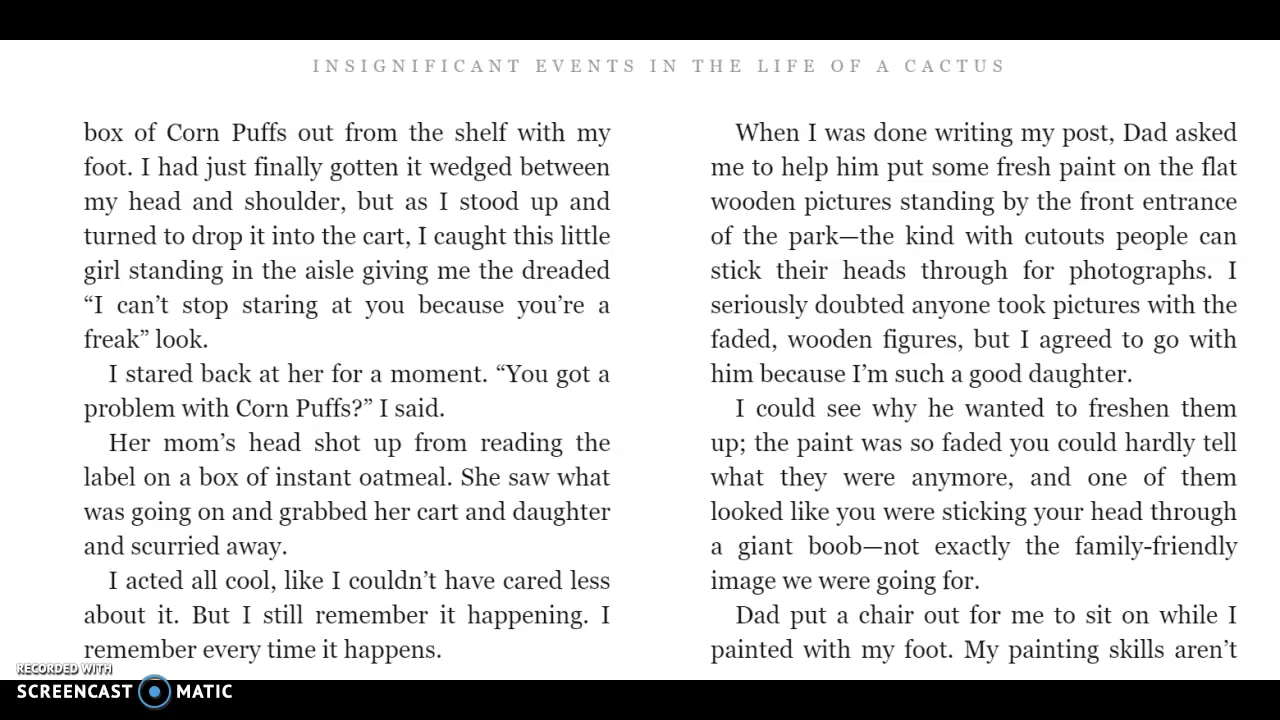 INSIGNIFICANT EVENTS IN THE LIFE OF A CACTUS
box of Corn Puffs out from the shelf with my
foot. I had just finally gotten it wedged between
my head and shoulder, but as I stood up and
turned to drop it into the cart, I caught this little
girl standing in the aisle giving me the dreaded
“I can’t stop staring at you because you’re a
freak” look.
I stared back at her for a moment. “You got a
problem with Corn Puffs?” I said.
Her mom’s head shot up from reading the
label on a box of instant oatmeal. She saw what
was going on and grabbed her cart and daughter
and scurried away.
I acted all cool, like I couldn’t have cared less
about it. But I still remember it happening. I
remember every time it happens.
When I was done writing my post, Dad asked
me to help him put some fresh paint on the flat
wooden pictures standing by the front entrance
of the park—the kind with cutouts people can
stick their heads through for photographs. I
seriously doubted anyone took pictures with the
faded, wooden figures, but I agreed to go with
him because I’m such a good daughter.
I could see why he wanted to freshen them
up; the paint was so faded you could hardly tell
what they were anymore, and one of them
looked like you were sticking your head through
a giant boob—not exactly the family-friendly
image we were going for.
Dad put a chair out for me to sit on while I
painted with my foot. My painting skills aren’t
RECORDED WITH
SCREENCAST MATIC